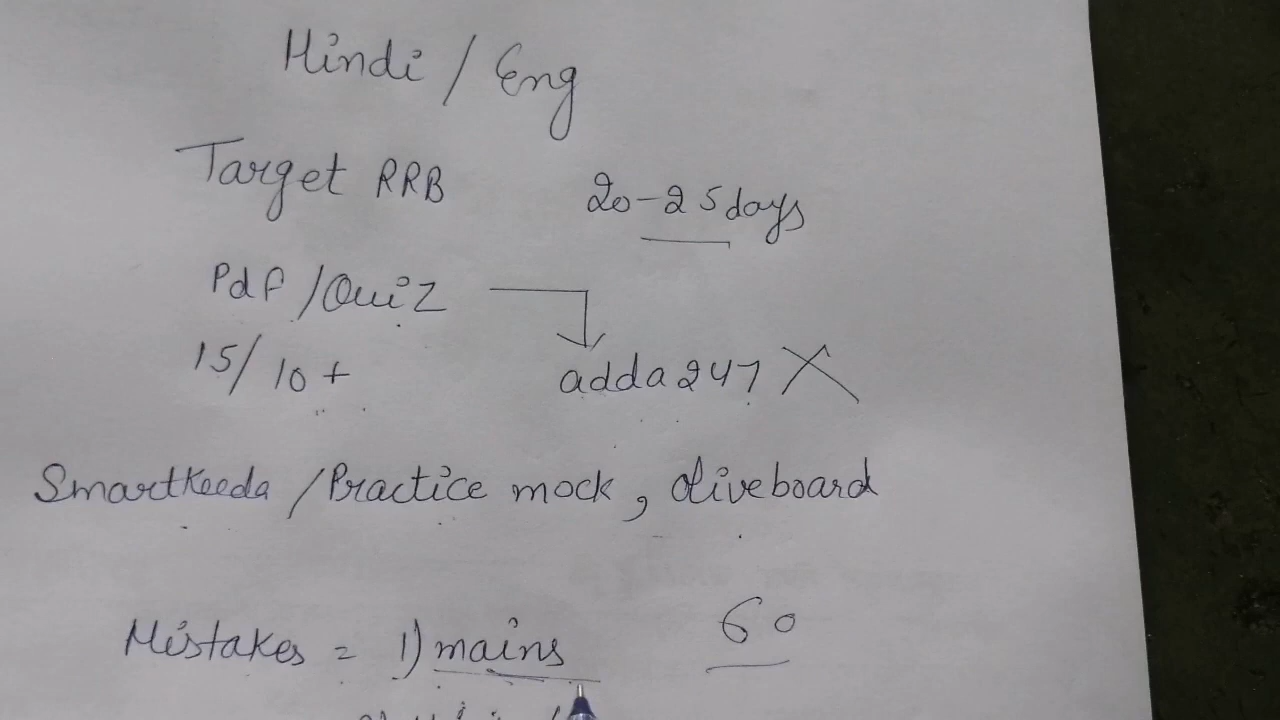 Hindi / Eng
Target RRB 20-25 days
Pdf / Quiz
15/10+ adda247 X
Smartkeeda / Practice mock, Oliveboard
Mistakes = 1) mains 60